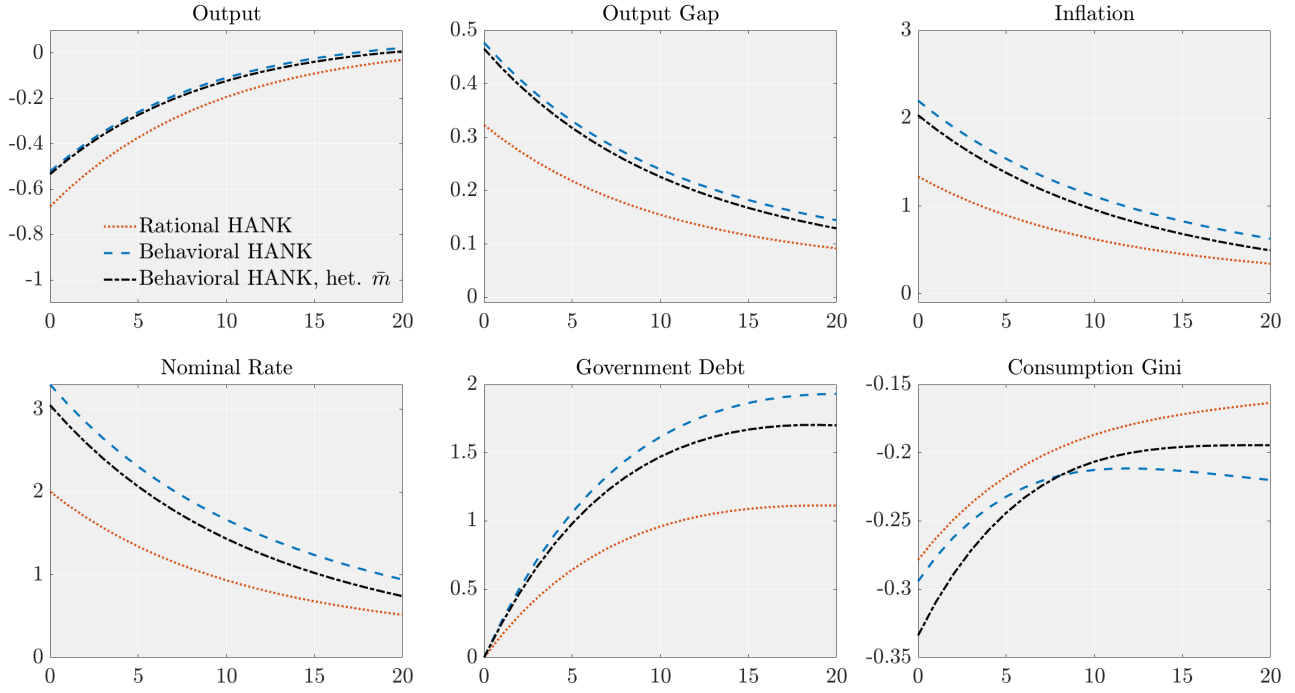 Output
0
-0.2
-0.4
-0.6
-0.8
-1
Rational HANK
Behavioral HANK
Behavioral HANK, het. m̄
0 5 10 15 20
Output Gap
0.5
0.4
0.3
0.2
0.1
0
0 5 10 15 20
Inflation
3
2
1
0
0 5 10 15 20
Nominal Rate
3
2
1
0
0 5 10 15 20
Government Debt
2
1.5
1
0.5
0
0 5 10 15 20
Consumption Gini
-0.15
-0.2
-0.25
-0.3
-0.35
0 5 10 15 20